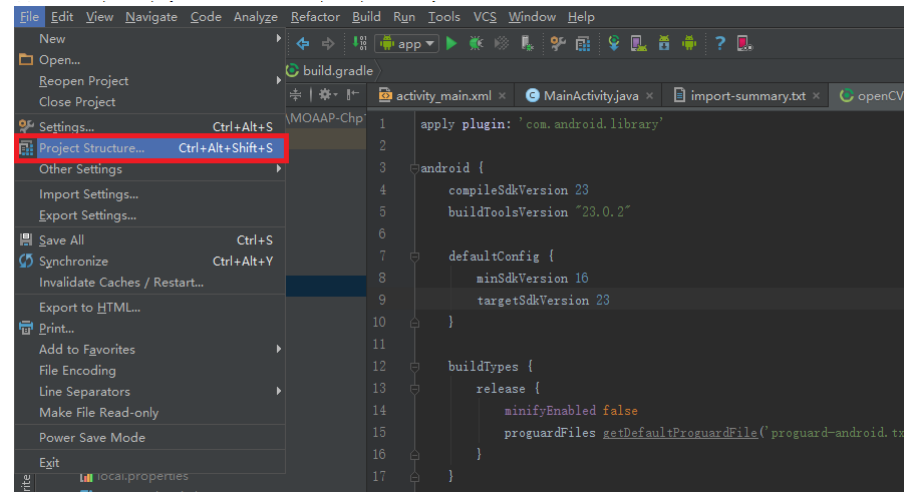 File Edit View Navigate Code Analyze Refactor Build Run Tools VCS Window Help
New
Open...
Reopen Project
Close Project
Settings... Ctrl+Alt+S
Project Structure... Ctrl+Alt+Shift+S
Other Settings
Import Settings...
Export Settings...
Save All Ctrl+S
Synchronize Ctrl+Alt+Y
Invalidate Caches / Restart...
Export to HTML...
Print...
Add to Favorites
File Encoding
Line Separators
Make File Read-only
Power Save Mode
Exit
local.properties
app
build.gradle
activity_main.xml MainActivity.java import-summary.txt openCV
\MOAAP-Chp
1 apply plugin: 'com.android.library'
2
3 android {
4 compileSdkVersion 23
5 buildToolsVersion "23.0.2"
6
7 defaultConfig {
8 minSdkVersion 16
9 targetSdkVersion 23
10 }
11
12 buildTypes {
13 release {
14 minifyEnabled false
15 proguardFiles getDefaultProguardFile('proguard-android.tx
16 }
17 }